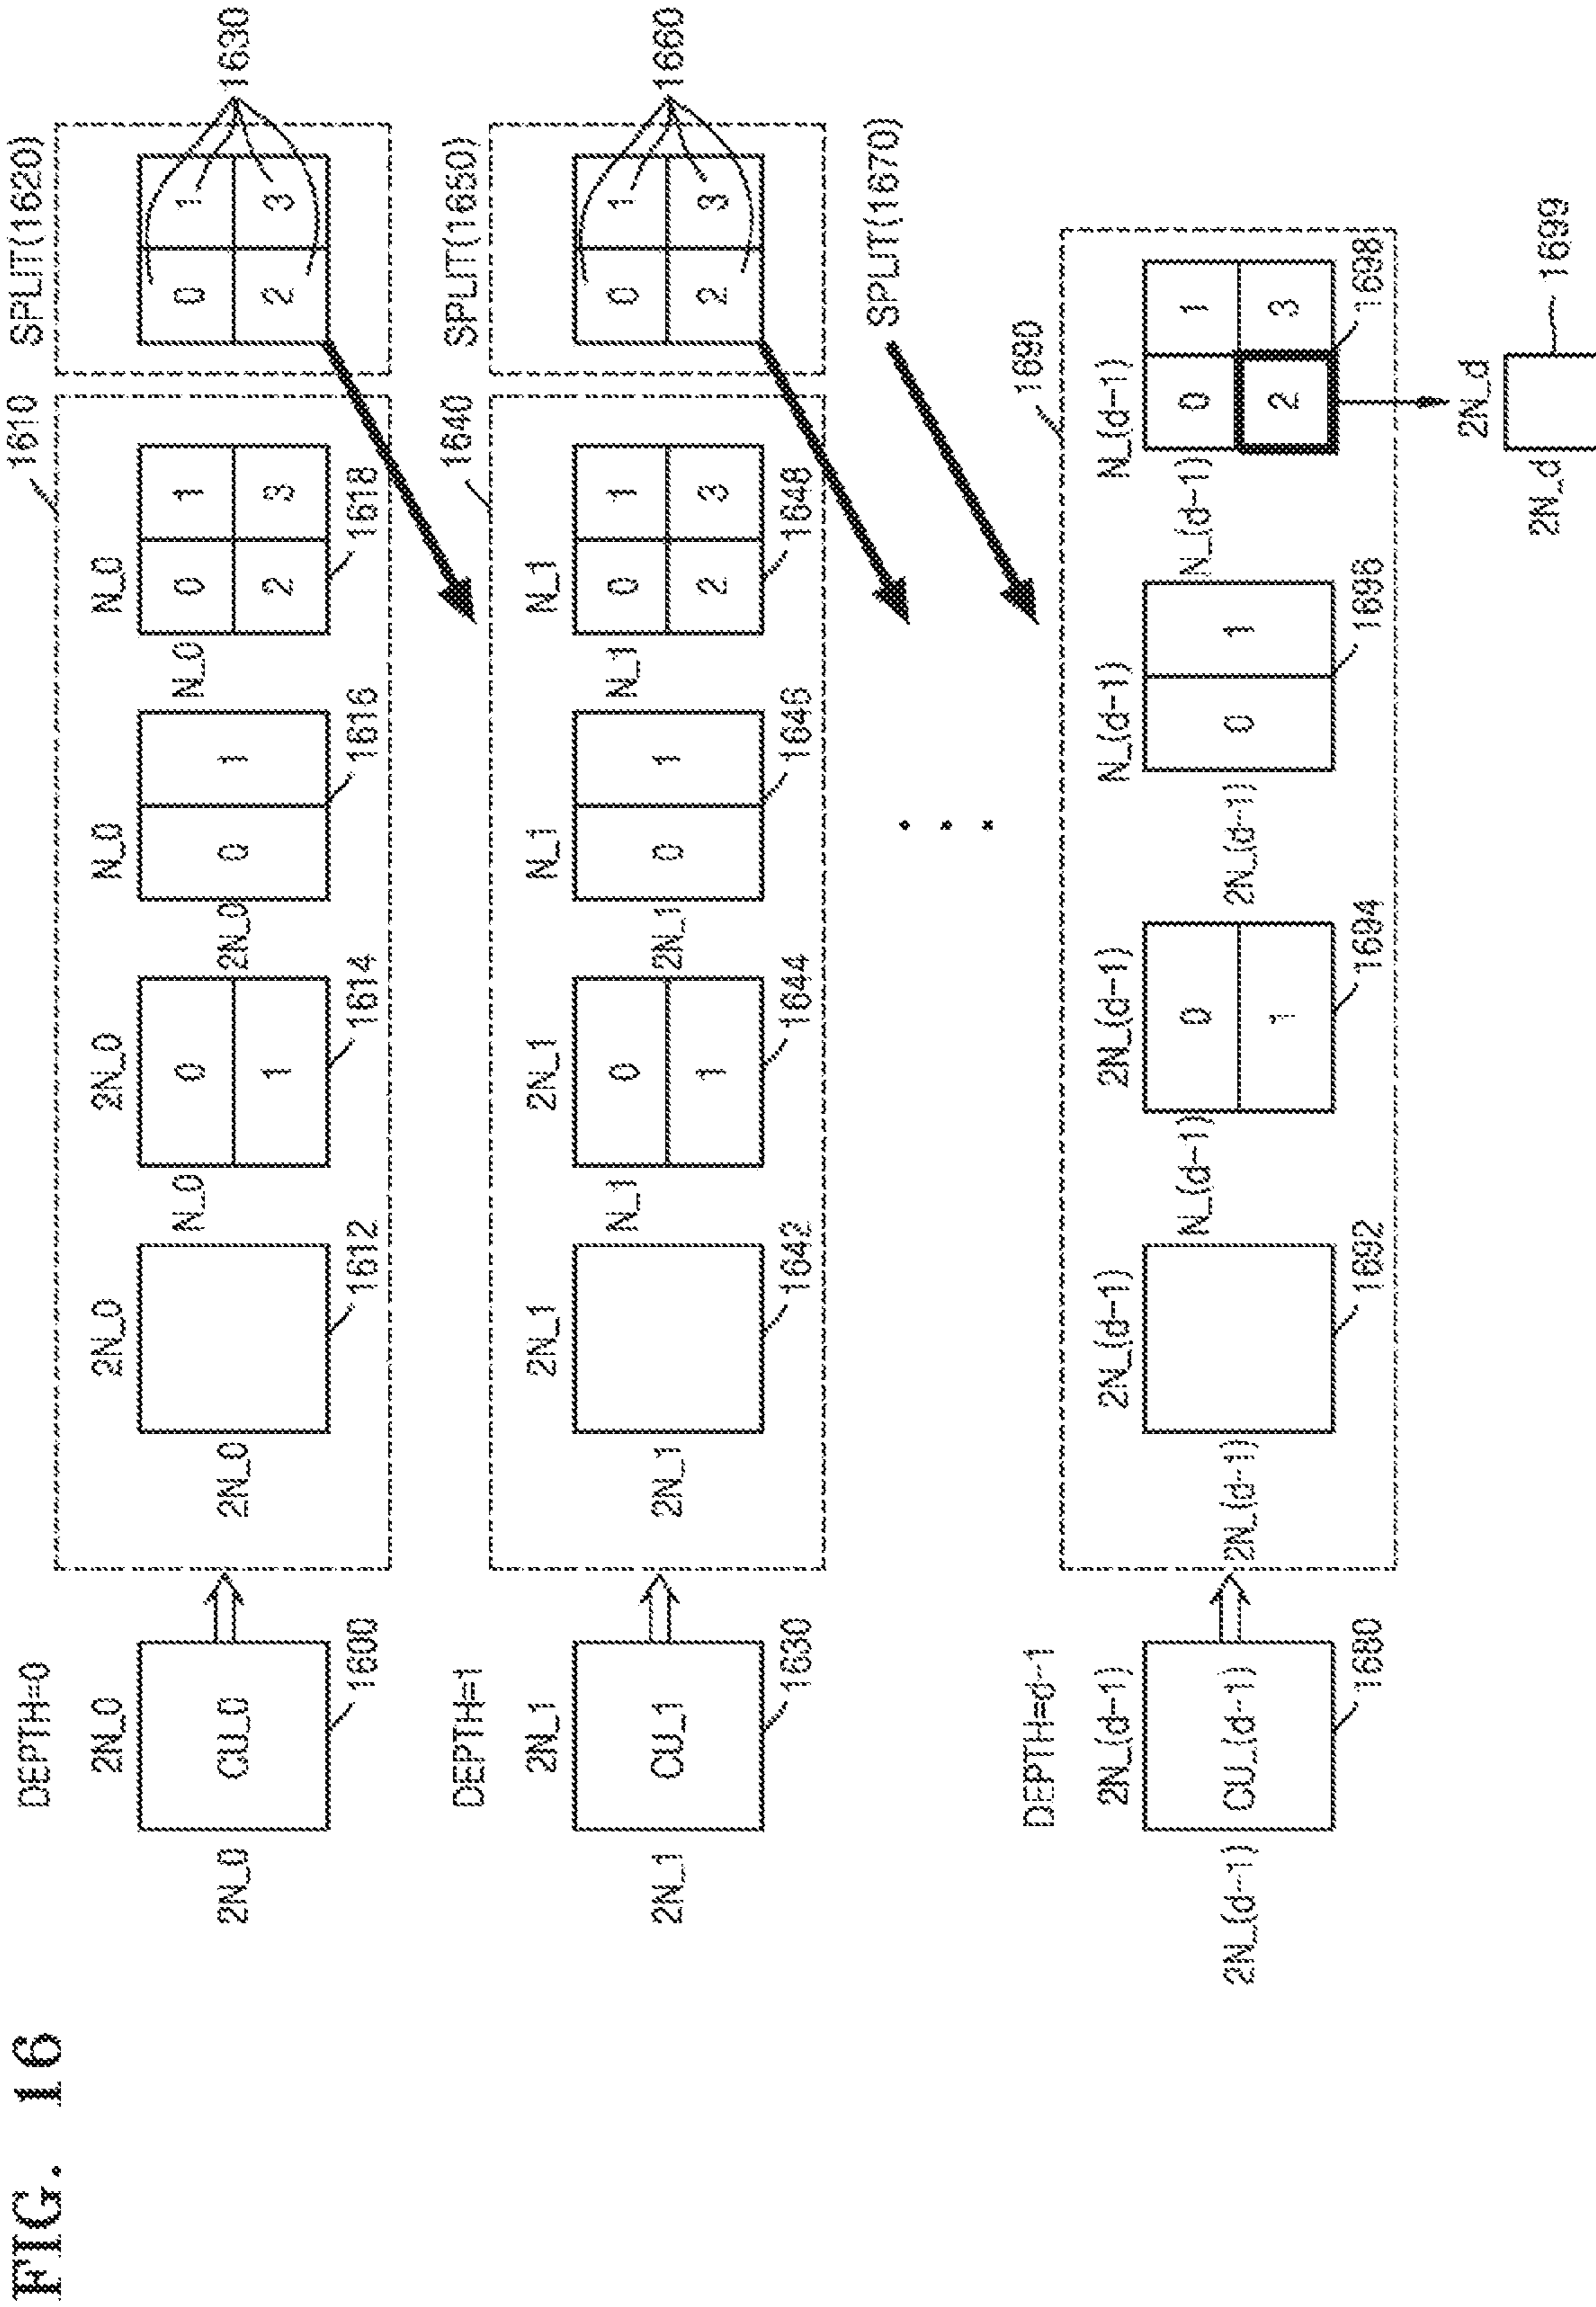 FIG. 16
DEPTH=0
2N_0
2N_0
CU_0
1600
1610
2N_0
2N_0
1612
2N_0
N_0
0
1
1614
N_0
2N_0
0
1
1616
N_0
N_0
0
1
2
3
1618
SPLIT(1620)
0
1
2
3
1630
DEPTH=1
2N_1
2N_1
CU_1
1630
1640
2N_1
2N_1
1642
2N_1
N_1
0
1
1644
N_1
2N_1
0
1
1646
N_1
N_1
0
1
2
3
1648
SPLIT(1650)
0
1
2
3
1660
SPLIT(1670)
DEPTH=d-1
2N_(d-1)
2N_(d-1)
CU_(d-1)
1680
1690
2N_(d-1)
2N_(d-1)
1692
2N_(d-1)
N_(d-1)
0
1
1694
N_(d-1)
2N_(d-1)
0
1
1696
N_(d-1)
N_(d-1)
0
1
2
3
1698
2N_d
2N_d
1699